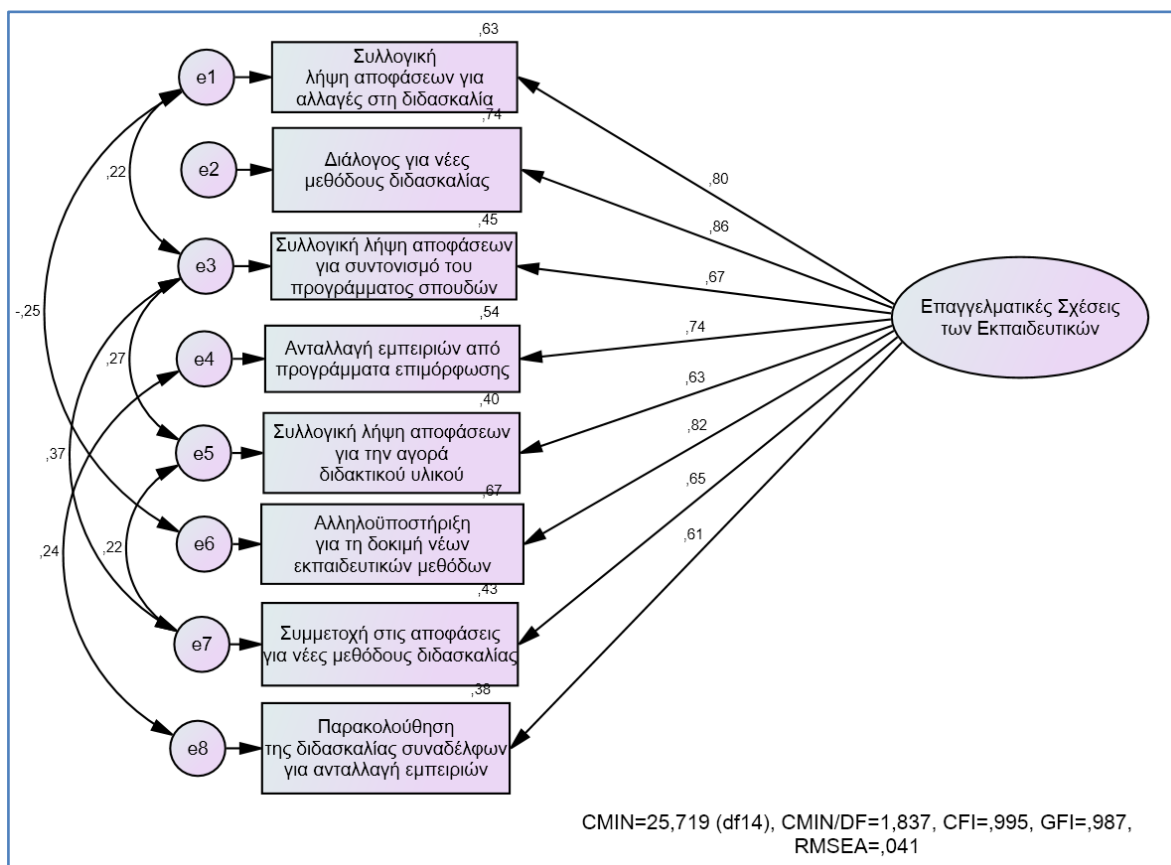 ,63
e1
Συλλογική
λήψη αποφάσεων για
αλλαγές στη διδασκαλία
,74
e2
Διάλογος για νέες
μεθόδους διδασκαλίας
,22
,80
,86
,45
e3
Συλλογική λήψη αποφάσεων
για συντονισμό του
προγράμματος σπουδών
,67
-,25
,54
e4
Ανταλλαγή εμπειριών από
προγράμματα επιμόρφωσης
,74
Επαγγελματικές Σχέσεις
των Εκπαιδευτικών
,27
,40
,63
e5
Συλλογική λήψη αποφάσεων
για την αγορά
διδακτικού υλικού
,82
,37
,67
e6
Αλληλοϋποστήριξη
για τη δοκιμή νέων
εκπαιδευτικών μεθόδων
,65
,24
,22
,61
,43
e7
Συμμετοχή στις αποφάσεις
για νέες μεθόδους διδασκαλίας
,38
e8
Παρακολούθηση
της διδασκαλίας συναδέλφων
για ανταλλαγή εμπειριών
CMIN=25,719 (df14), CMIN/DF=1,837, CFI=,995, GFI=,987,
RMSEA=,041